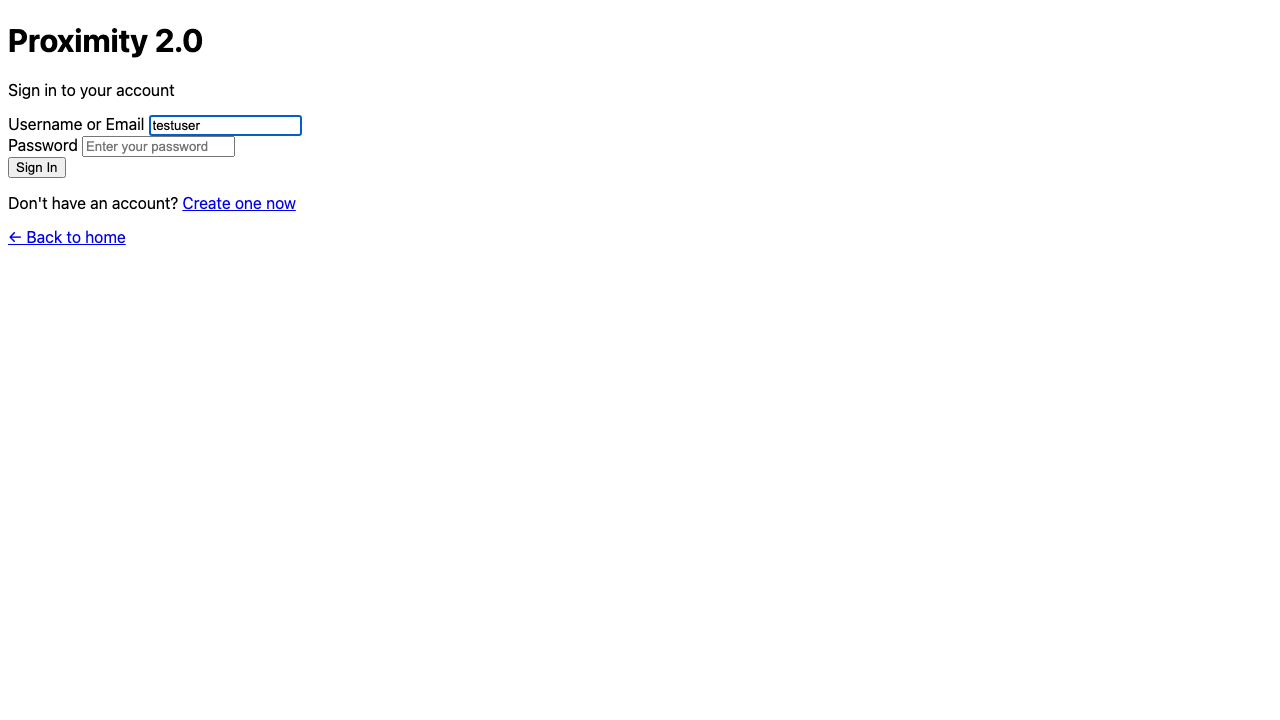 Proximity 2.0
Sign in to your account
Username or Email testuser
Password Enter your password
Sign In
Don't have an account? Create one now
← Back to home